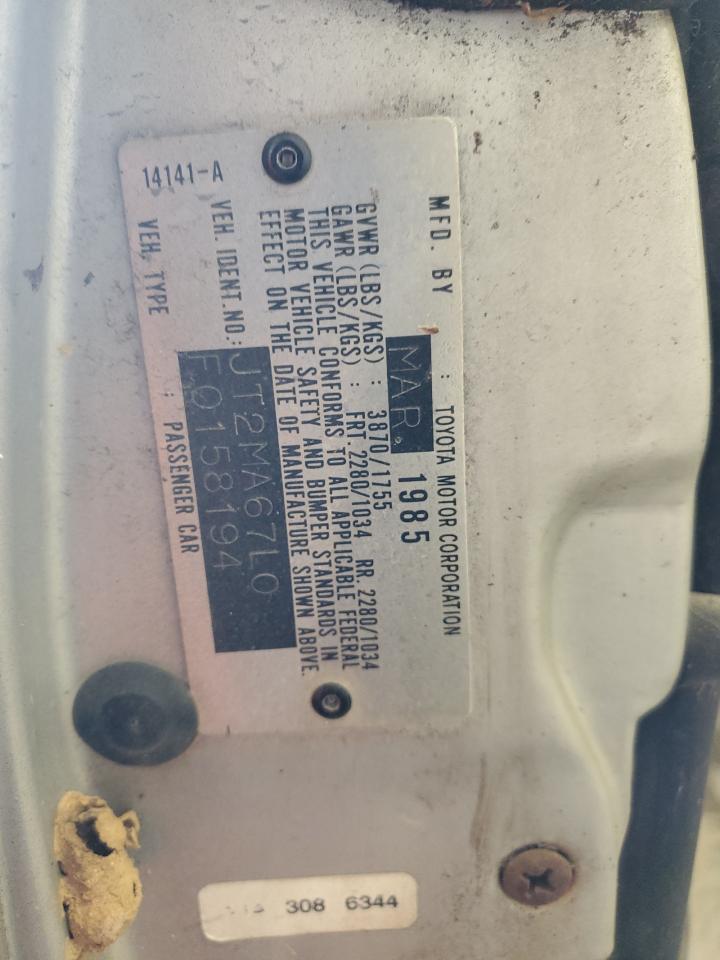 MFD. BY : TOYOTA MOTOR CORPORATION
MAR. 1985
GVWR (LBS/KGS) : 3870/1755
GAWR (LBS/KGS) : FRT. 2280/1034 RR. 2280/1034
THIS VEHICLE CONFORMS TO ALL APPLICABLE FEDERAL
MOTOR VEHICLE SAFETY AND BUMPER STANDARDS IN
EFFECT ON THE DATE OF MANUFACTURE SHOWN ABOVE.
VEH. IDENT.NO.: JT2MA67L0
F0158194
VEH. TYPE : PASSENGER CAR
14141-A
308 6344